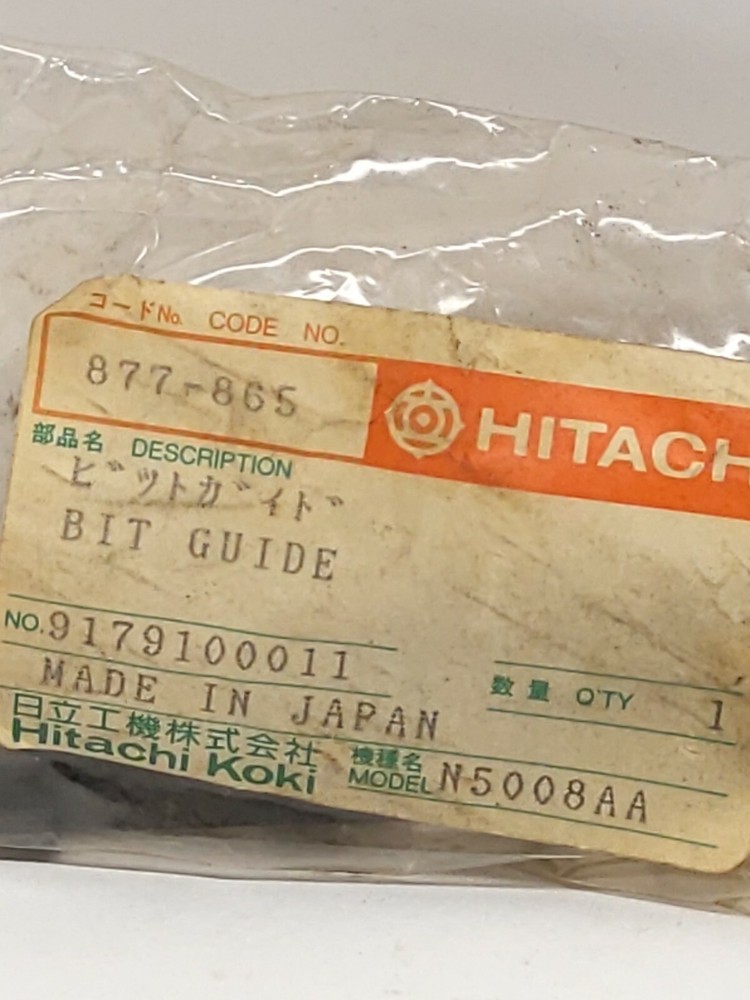 コードNo. CODE NO.
877-865
HITACH
部品名 DESCRIPTION
ビツトガイド
BIT GUIDE
NO. 9179100011
数量 Q'TY 1
MADE IN JAPAN
日立工機株式会社
Hitachi Koki
機種名
MODEL N5008AA